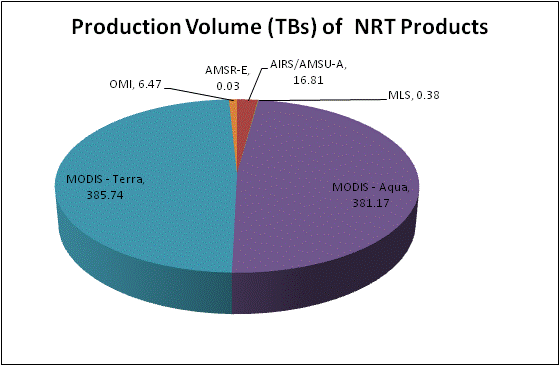 Production Volume (TBs) of NRT Products
AMSR-E,
0.03
AIRS/AMSU-A,
16.81
OMI, 6.47
MLS, 0.38
MODIS - Terra,
385.74
MODIS - Aqua,
381.17